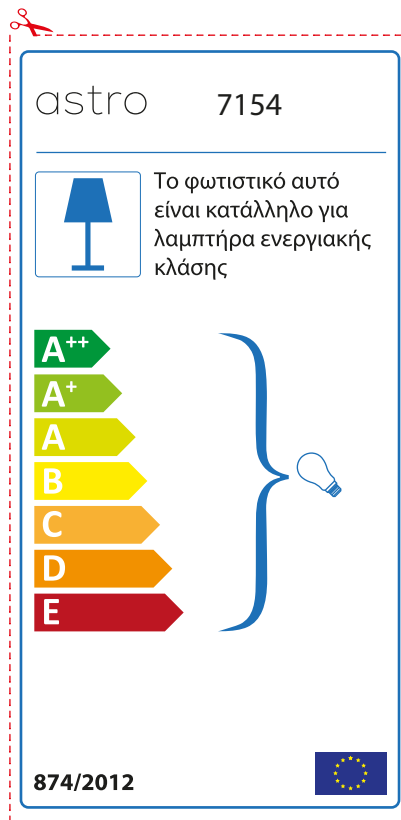 astro 7154
Το φωτιστικό αυτό
είναι κατάλληλο για
λαμπτήρα ενεργιακής
κλάσης
A++
A+
A
B
C
D
E
874/2012